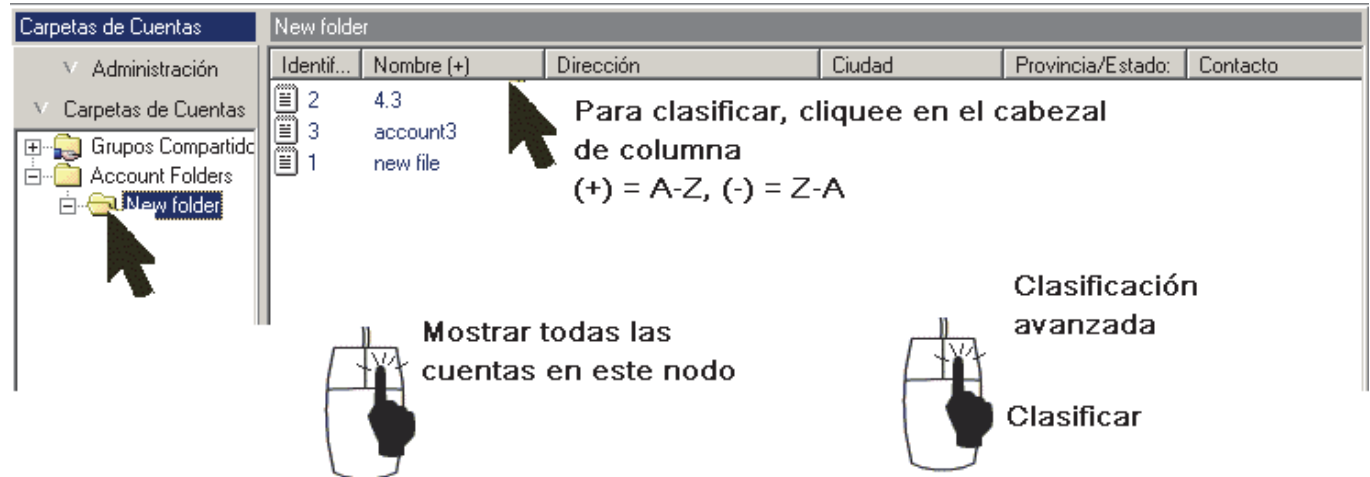 Carpetas de Cuentas
New folder
Administración
Carpetas de Cuentas
Grupos Compartidc
Account Folders
New folder
Identif... Nombre (+) Dirección Ciudad Provincia/Estado: Contacto
2 4.3
3 account3
1 new file
Para clasificar, cliquee en el cabezal
de columna
(+) = A-Z, (-) = Z-A
Mostrar todas las
cuentas en este nodo
Clasificación
avanzada
Clasificar